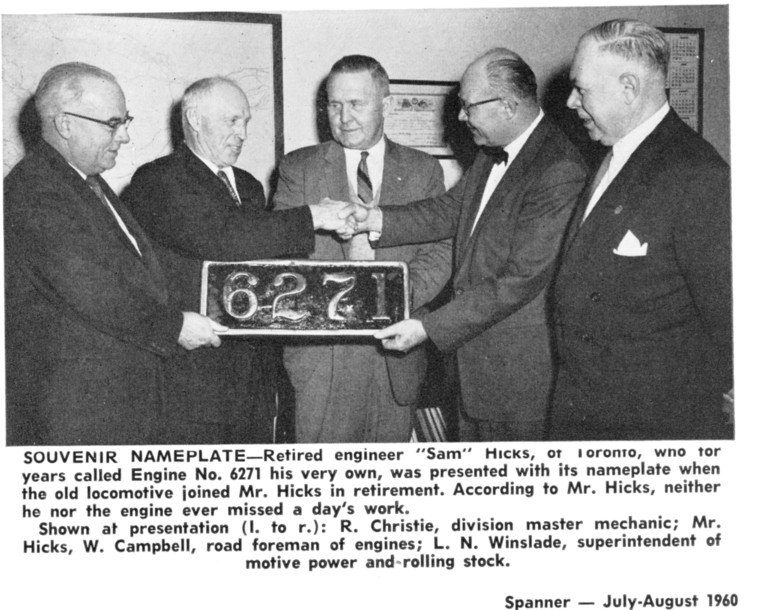 6271
SOUVENIR NAMEPLATE—Retired engineer "Sam" Hicks, of Toronto, who for
years called Engine No. 6271 his very own, was presented with its nameplate when
the old locomotive joined Mr. Hicks in retirement. According to Mr. Hicks, neither
he nor the engine ever missed a day's work.
Shown at presentation (l. to r.): R. Christie, division master mechanic; Mr.
Hicks, W. Campbell, road foreman of engines; L. N. Winslade, superintendent of
motive power and rolling stock.
Spanner — July-August 1960